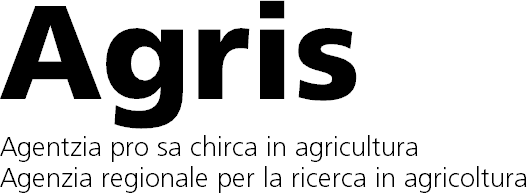 Agris
Agentzia pro sa chirca in agricultura
Agenzia regionale per la ricerca in agricoltura